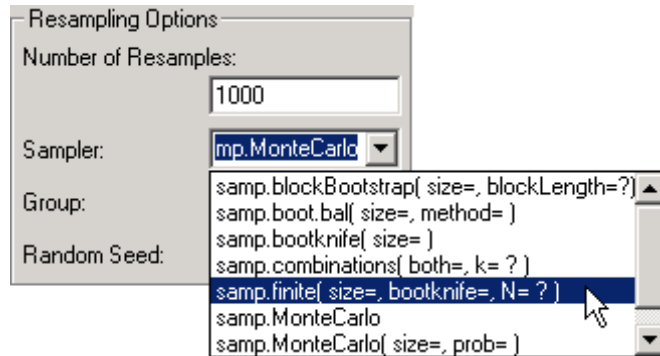 Resampling Options
Number of Resamples:
1000
Sampler:
mp.MonteCarlo
Group:
Random Seed:
samp.blockBootstrap( size=, blockLength=?)
samp.boot.bal( size=, method= )
samp.bootknife( size= )
samp.combinations( both=, k= ? )
samp.finite( size=, bootknife=, N= ? )
samp.MonteCarlo
samp.MonteCarlo( size=, prob= )